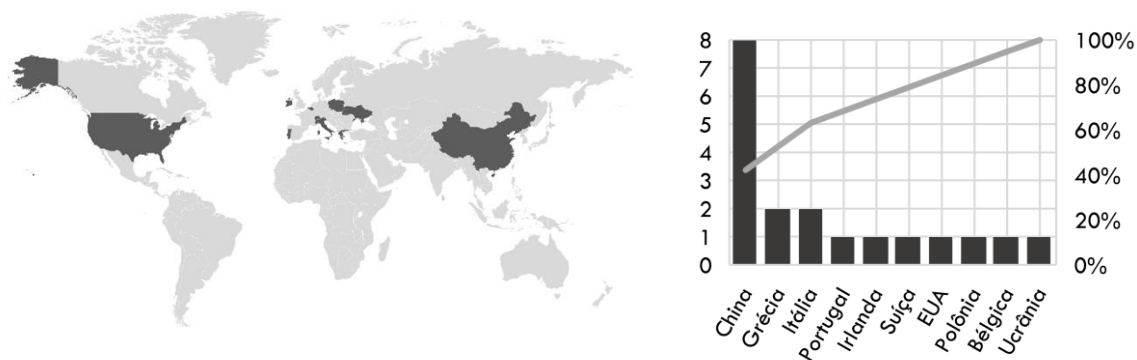 8
7
6
5
4
3
2
1
0
100%
80%
60%
40%
20%
0%
China
Grécia
Itália
Portugal
Irlanda
Suíça
EUA
Polônia
Bélgica
Ucrânia